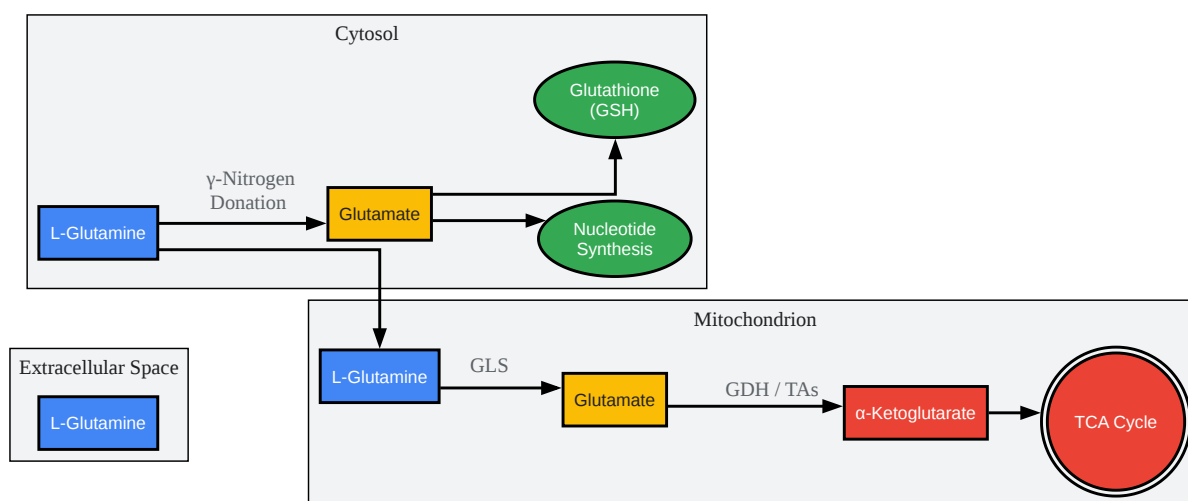 Cytosol
Glutathione
(GSH)
γ-Nitrogen
Donation
L-Glutamine
Glutamate
Nucleotide
Synthesis
Mitochondrion
L-Glutamine
GLS
Glutamate
GDH / TAs
α-Ketoglutarate
TCA Cycle
Extracellular Space
L-Glutamine